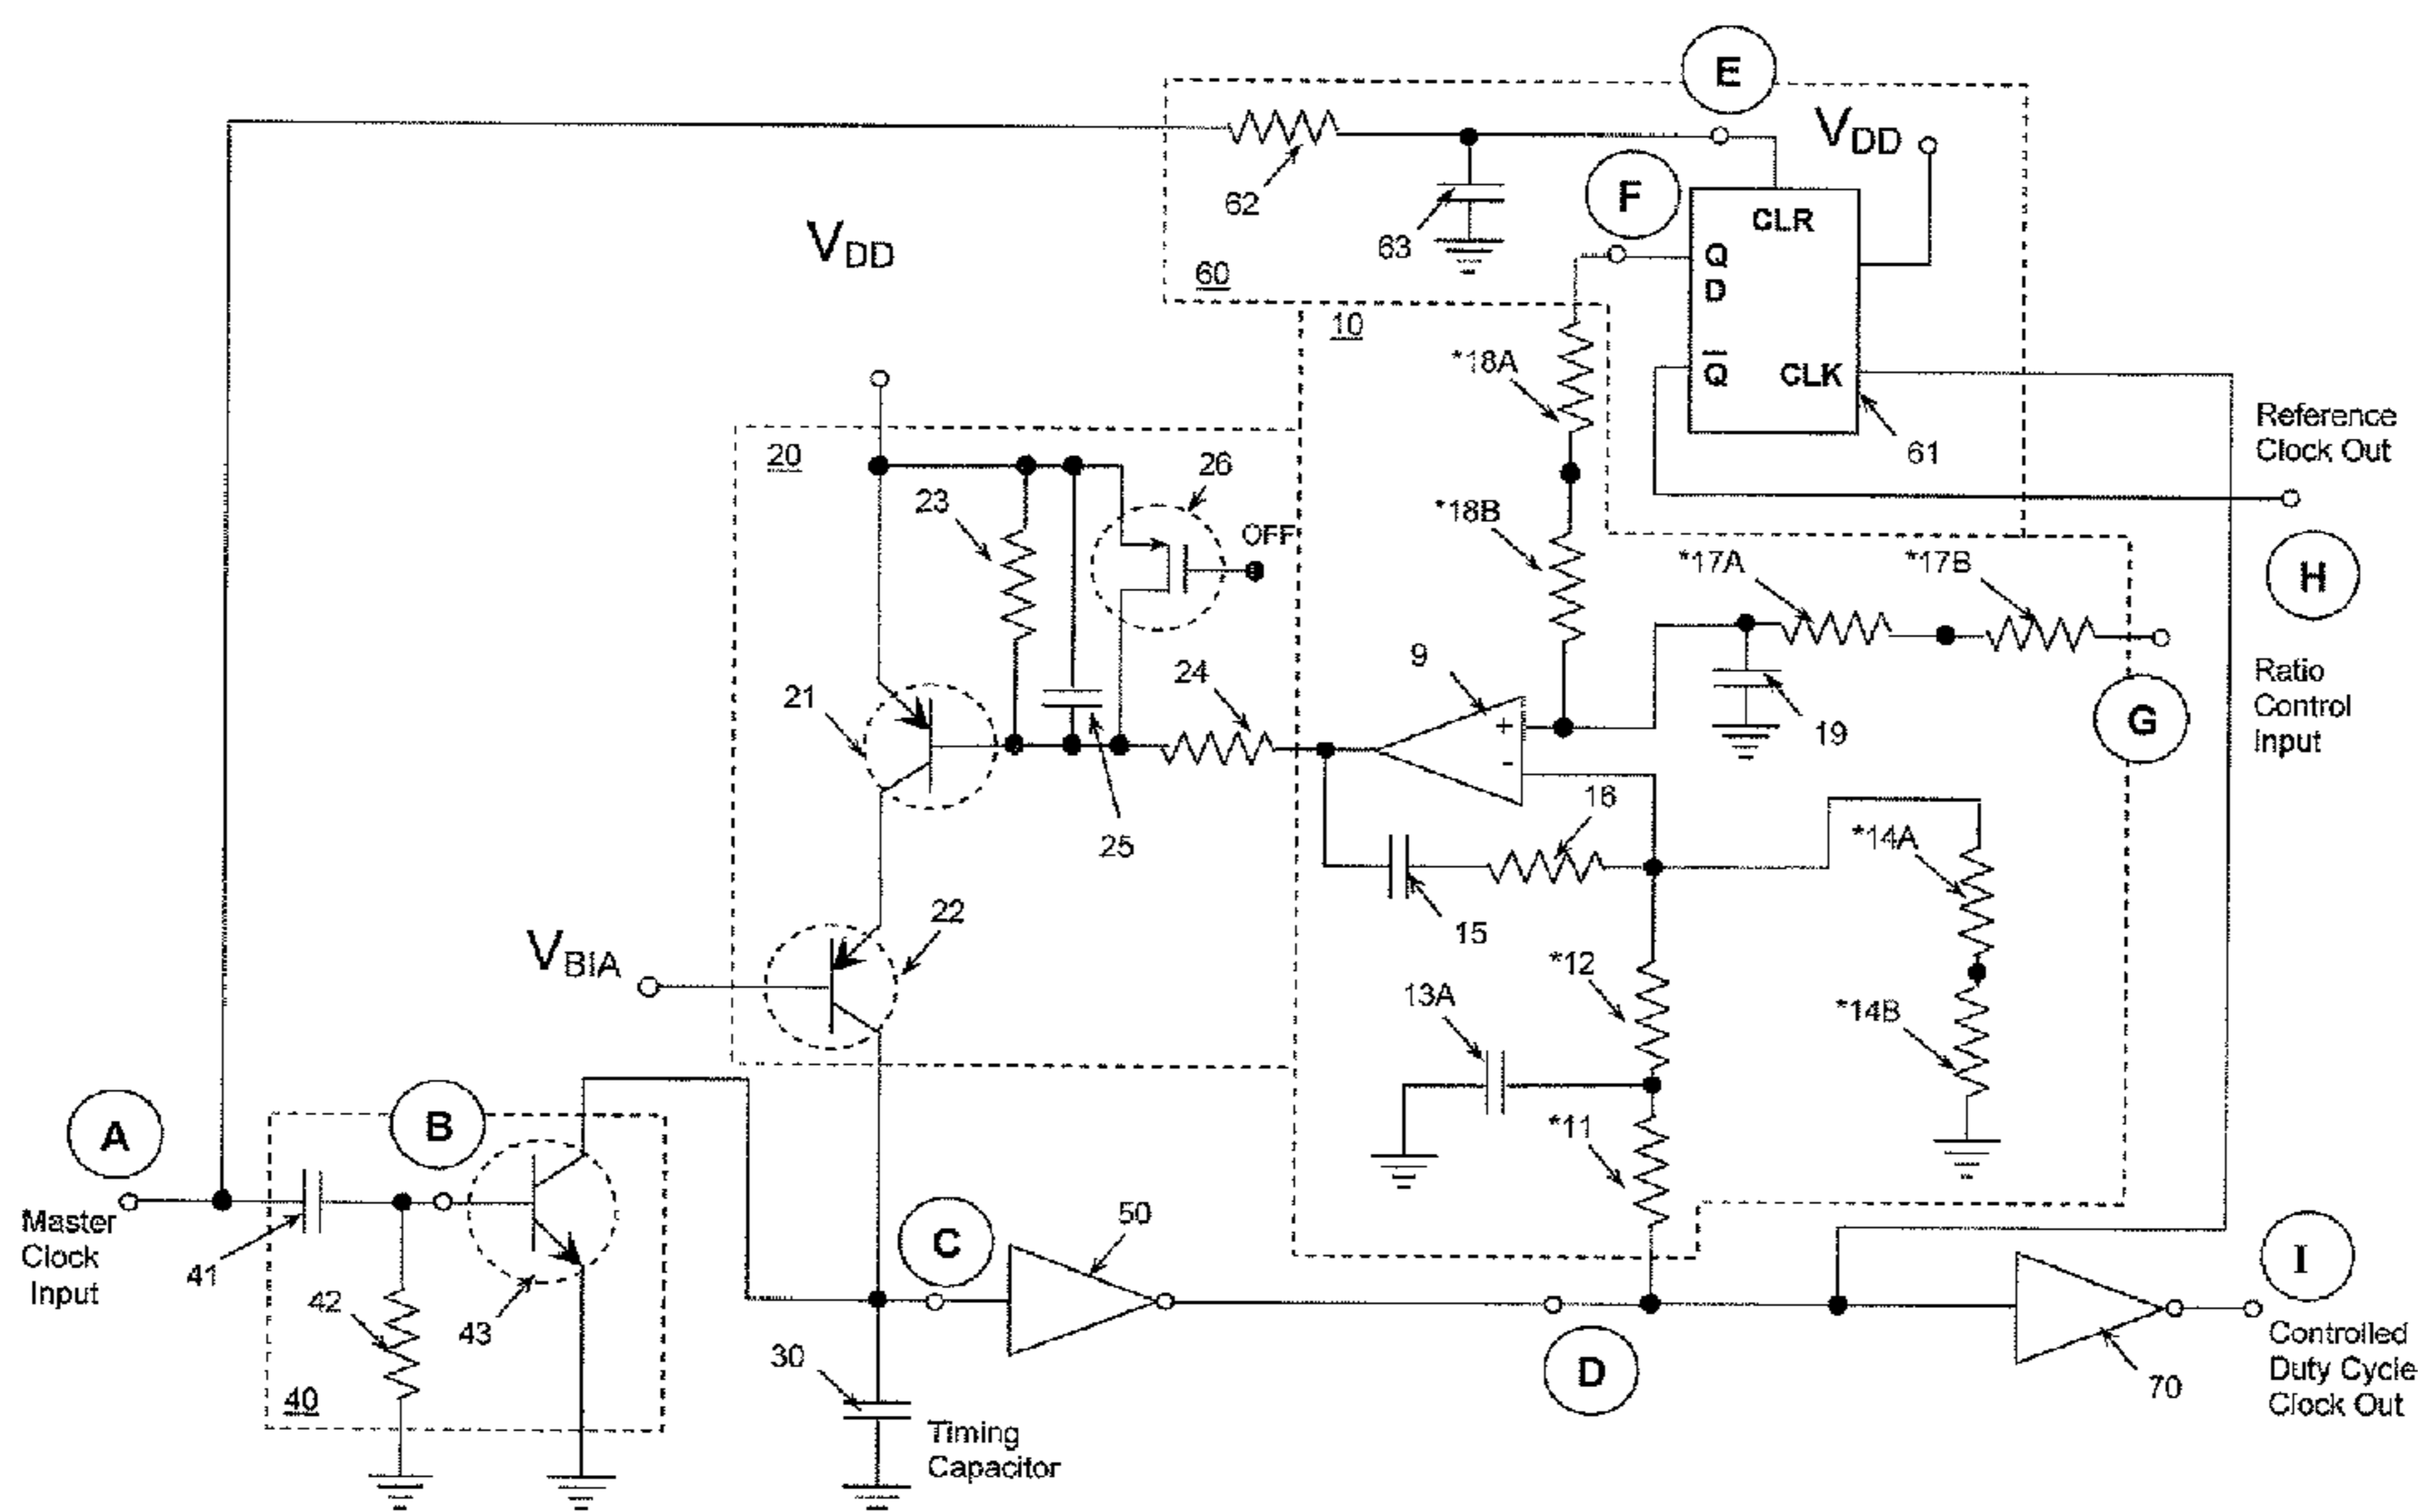 E
VDD
F
62
CLR
VDD
63
Q
60
D
10
*18A
Q
CLK
Reference
Clock Out
20
26
61
23
*18B
OFF
*17A
*17B
H
9
24
Ratio
Control
Input
21
+
19
G
-
16
25
*14A
22
15
VBIA
*12
13A
*14B
A
B
*11
Master
Clock
Input
50
C
I
41
42
43
Controlled
Duty Cycle
Clock Out
30
D
70
40
Timing
Capacitor